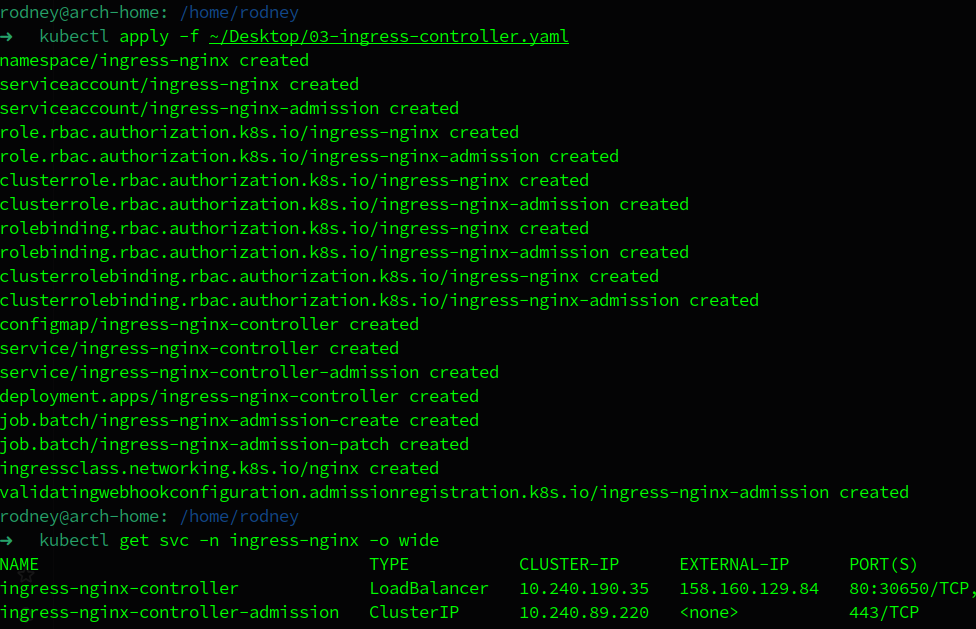 rodney@arch-home: /home/rodney
→ kubectl apply -f ~/Desktop/03-ingress-controller.yaml
namespace/ingress-nginx created
serviceaccount/ingress-nginx created
serviceaccount/ingress-nginx-admission created
role.rbac.authorization.k8s.io/ingress-nginx created
role.rbac.authorization.k8s.io/ingress-nginx-admission created
clusterrole.rbac.authorization.k8s.io/ingress-nginx created
clusterrole.rbac.authorization.k8s.io/ingress-nginx-admission created
rolebinding.rbac.authorization.k8s.io/ingress-nginx created
rolebinding.rbac.authorization.k8s.io/ingress-nginx-admission created
clusterrolebinding.rbac.authorization.k8s.io/ingress-nginx created
clusterrolebinding.rbac.authorization.k8s.io/ingress-nginx-admission created
configmap/ingress-nginx-controller created
service/ingress-nginx-controller created
service/ingress-nginx-controller-admission created
deployment.apps/ingress-nginx-controller created
job.batch/ingress-nginx-admission-create created
job.batch/ingress-nginx-admission-patch created
ingressclass.networking.k8s.io/nginx created
validatingwebhookconfiguration.admissionregistration.k8s.io/ingress-nginx-admission created
rodney@arch-home: /home/rodney
→ kubectl get svc -n ingress-nginx -o wide
NAME TYPE CLUSTER-IP EXTERNAL-IP PORT(S)
ingress-nginx-controller LoadBalancer 10.240.190.35 158.160.129.84 80:30650/TCP,
ingress-nginx-controller-admission ClusterIP 10.240.89.220 <none> 443/TCP